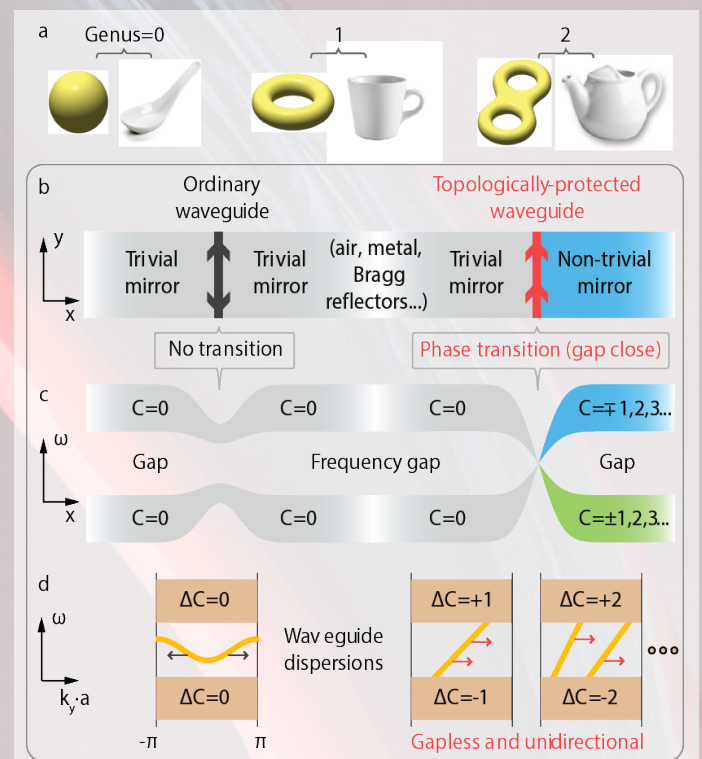 a
Genus=0
1
2
b
Ordinary
waveguide
Topologically-protected
waveguide
y
x
Trivial
mirror
Trivial
mirror
(air, metal,
Bragg
reflectors...)
Trivial
mirror
Non-trivial
mirror
No transition
Phase transition (gap close)
c
ω
x
C=0
C=0
C=0
C=∓1,2,3...
Gap
Frequency gap
Gap
C=0
C=0
C=0
C=±1,2,3...
d
ω
k_y·a
ΔC=0
ΔC=0
-π
π
Waveguide
dispersions
ΔC=+1
ΔC=-1
ΔC=+2
ΔC=-2
Gapless and unidirectional